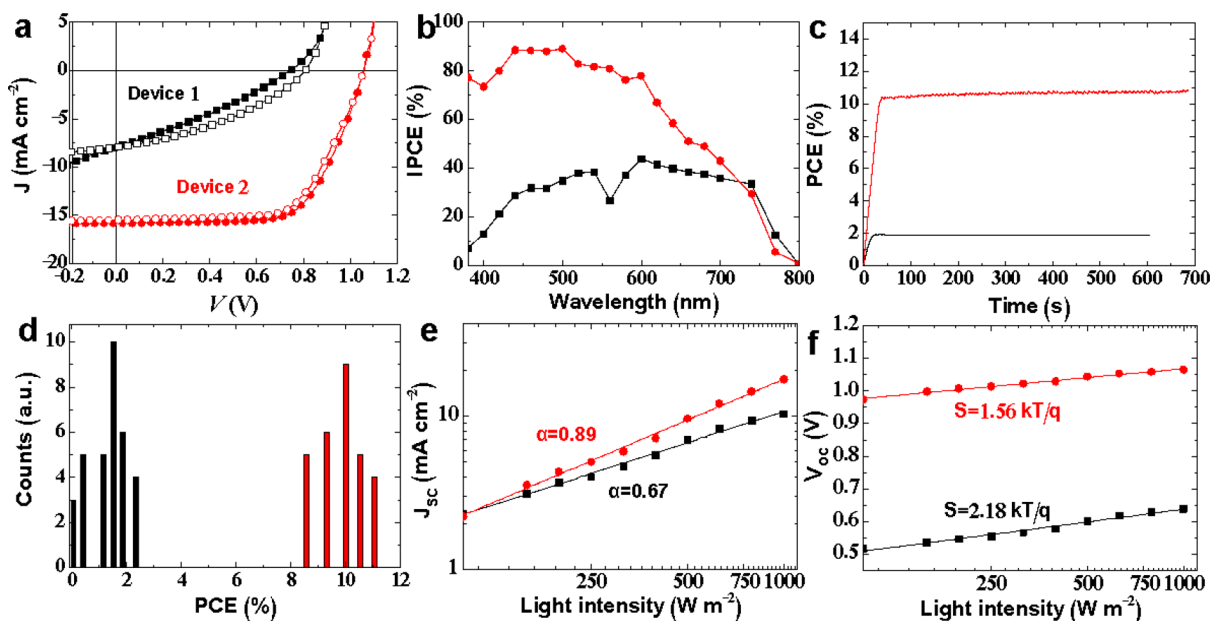 a
J (mA cm⁻²)
5
0
-5
-10
-15
-20
-0.2 0.0 0.2 0.4 0.6 0.8 1.0 1.2
V (V)
Device 1
Device 2
b
IPCE (%)
100
80
60
40
20
0
400 500 600 700 800
Wavelength (nm)
c
PCE (%)
14
12
10
8
6
4
2
0
0 100 200 300 400 500 600 700
Time (s)
d
Counts (a.u.)
10
8
6
4
2
0
0 2 4 6 8 10 12
PCE (%)
e
J_SC (mA cm⁻²)
10
1
α=0.89
α=0.67
250 500 750 1000
Light intensity (W m⁻²)
f
V_OC (V)
1.2
1.1
1.0
0.9
0.8
0.7
0.6
0.5
S=1.56 kT/q
S=2.18 kT/q
250 500 750 1000
Light intensity (W m⁻²)